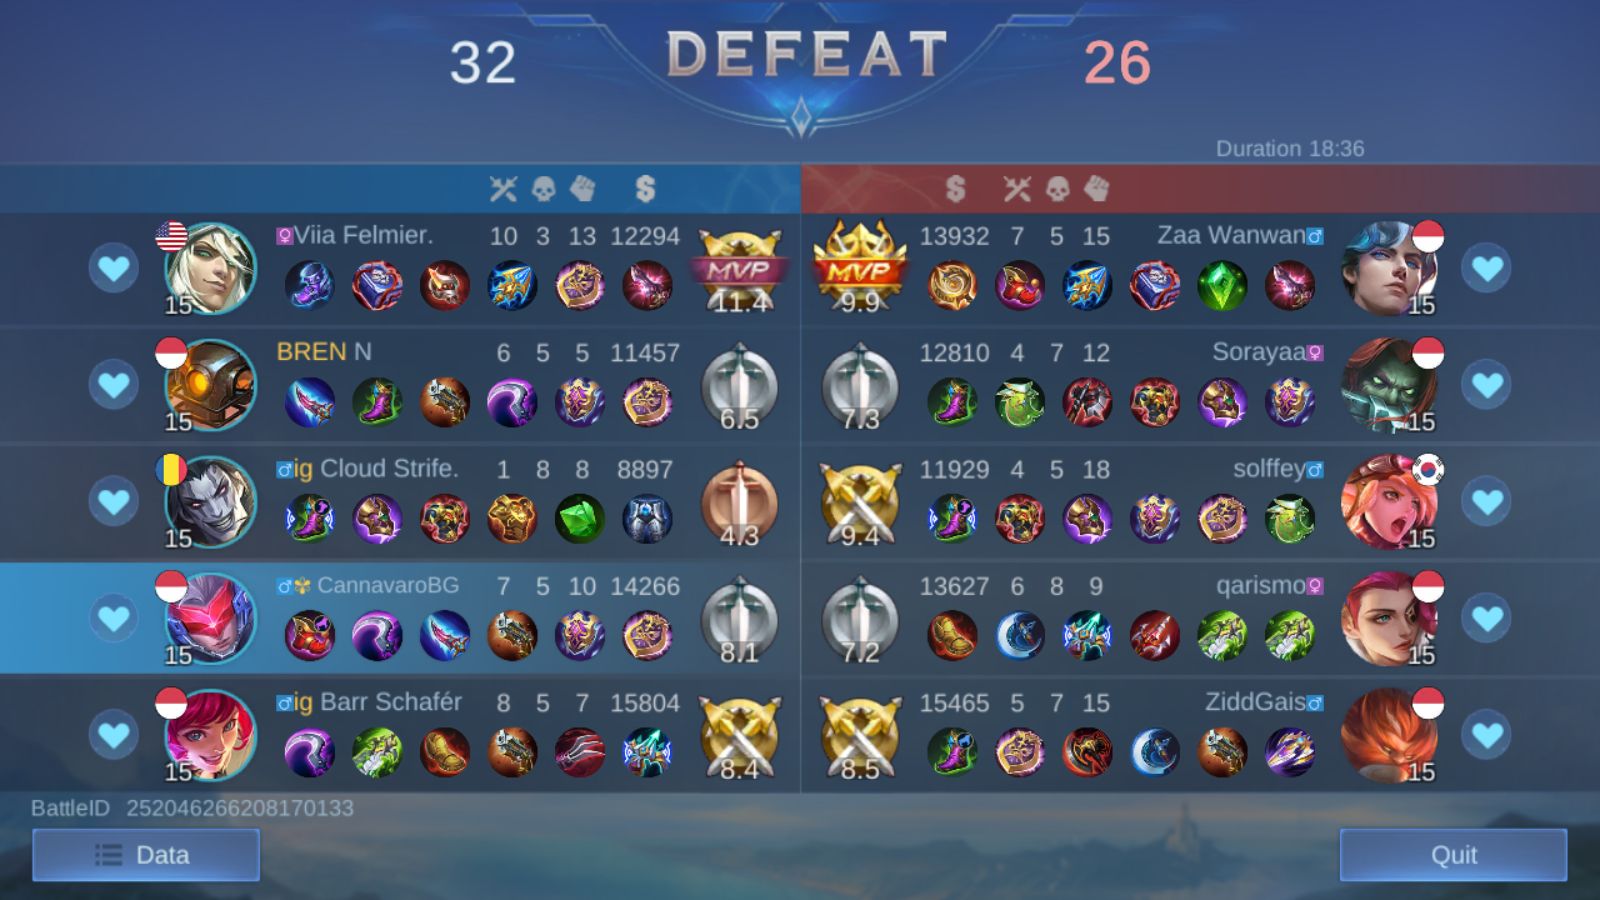 32 DEFEAT 26
Duration 18:36
Viia Felmier. 10 3 13 12294 MVP 11.4
15
MVP 9.9 13932 7 5 15 Zaa Wanwan
15
BREN N 6 5 5 11457 6.5
15
7.3 12810 4 7 12 Sorayaa
15
ig Cloud Strife. 1 8 8 8897 4.3
15
9.4 11929 4 5 18 solffey
15
CannavaroBG 7 5 10 14266 8.1
15
7.2 13627 6 8 9 qarismo
15
ig Barr Schafér 8 5 7 15804 8.4
15
8.5 15465 5 7 15 ZiddGais
15
BattleID 252046266208170133
Data
Quit